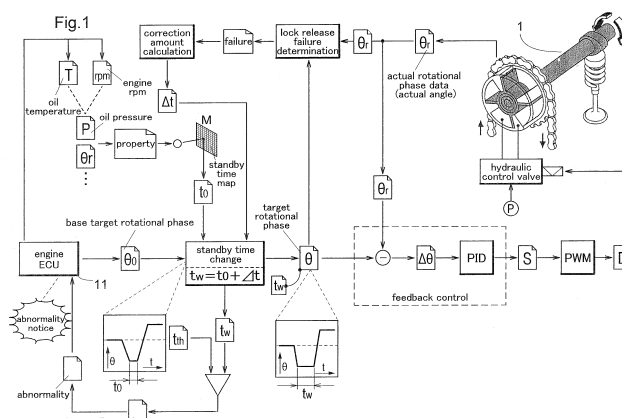 Fig.1
correction
amount
calculation
failure
lock release
failure
determination
θr
θr
1
T
rpm
engine
rpm
oil
temperature
Δt
actual rotational
phase data
(actual angle)
P
oil pressure
M
θr
property
standby
time
map
hydraulic
control valve
t0
θr
P
base target rotational phase
target
rotational
phase
engine
ECU
θ0
standby time
change
tw=t0+Δt
θ
−
Δθ
PID
S
PWM
D
11
tw
feedback control
abnormality
notice
tth
tw
θ
t
t0
θ
t
tw
abnormality